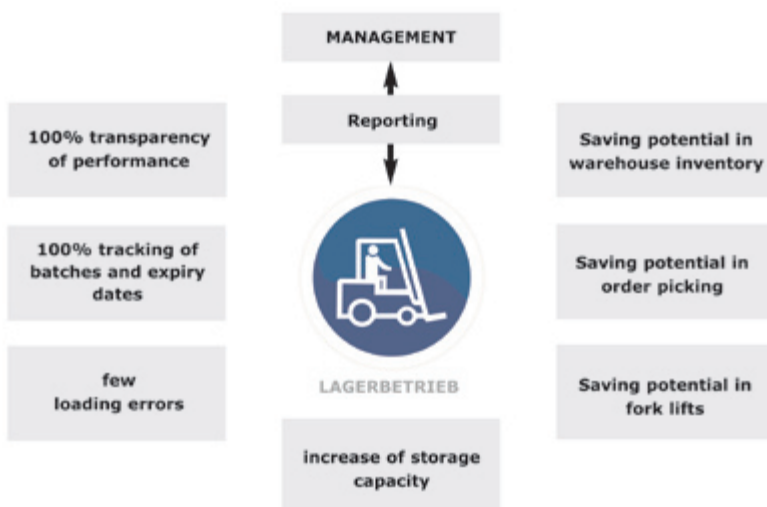 MANAGEMENT
Reporting
100% transparency
of performance
100% tracking of
batches and expiry
dates
few
loading errors
LAGERBETRIEB
increase of storage
capacity
Saving potential in
warehouse inventory
Saving potential in
order picking
Saving potential in
fork lifts